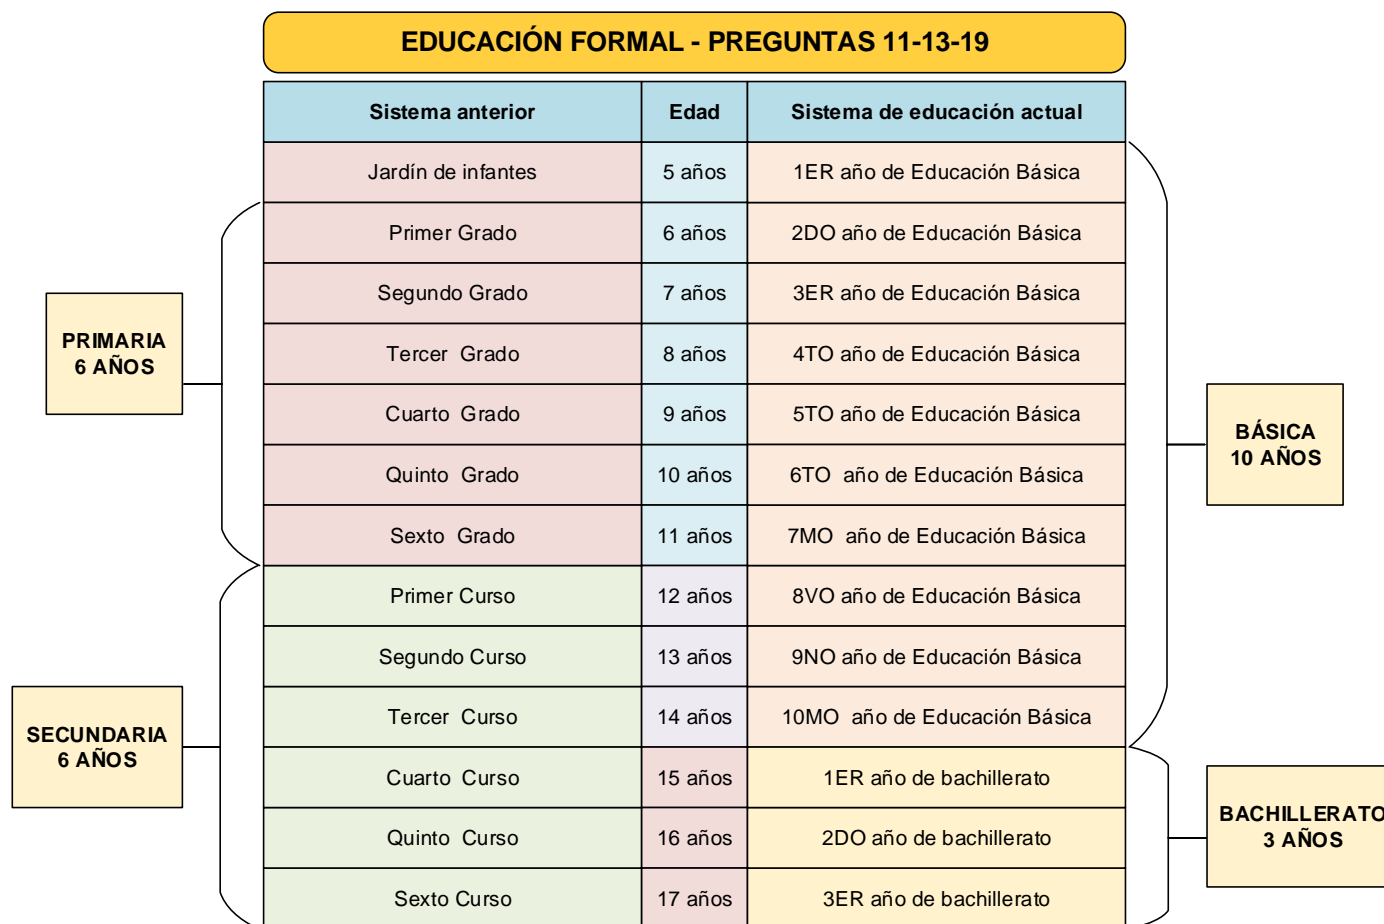 EDUCACIÓN FORMAL - PREGUNTAS 11-13-19
Sistema anterior Edad Sistema de educación actual
Jardín de infantes 5 años 1ER año de Educación Básica
Primer Grado 6 años 2DO año de Educación Básica
Segundo Grado 7 años 3ER año de Educación Básica
Tercer Grado 8 años 4TO año de Educación Básica
Cuarto Grado 9 años 5TO año de Educación Básica
Quinto Grado 10 años 6TO año de Educación Básica
Sexto Grado 11 años 7MO año de Educación Básica
Primer Curso 12 años 8VO año de Educación Básica
Segundo Curso 13 años 9NO año de Educación Básica
Tercer Curso 14 años 10MO año de Educación Básica
Cuarto Curso 15 años 1ER año de bachillerato
Quinto Curso 16 años 2DO año de bachillerato
Sexto Curso 17 años 3ER año de bachillerato
PRIMARIA
6 AÑOS
SECUNDARIA
6 AÑOS
BÁSICA
10 AÑOS
BACHILLERATO
3 AÑOS